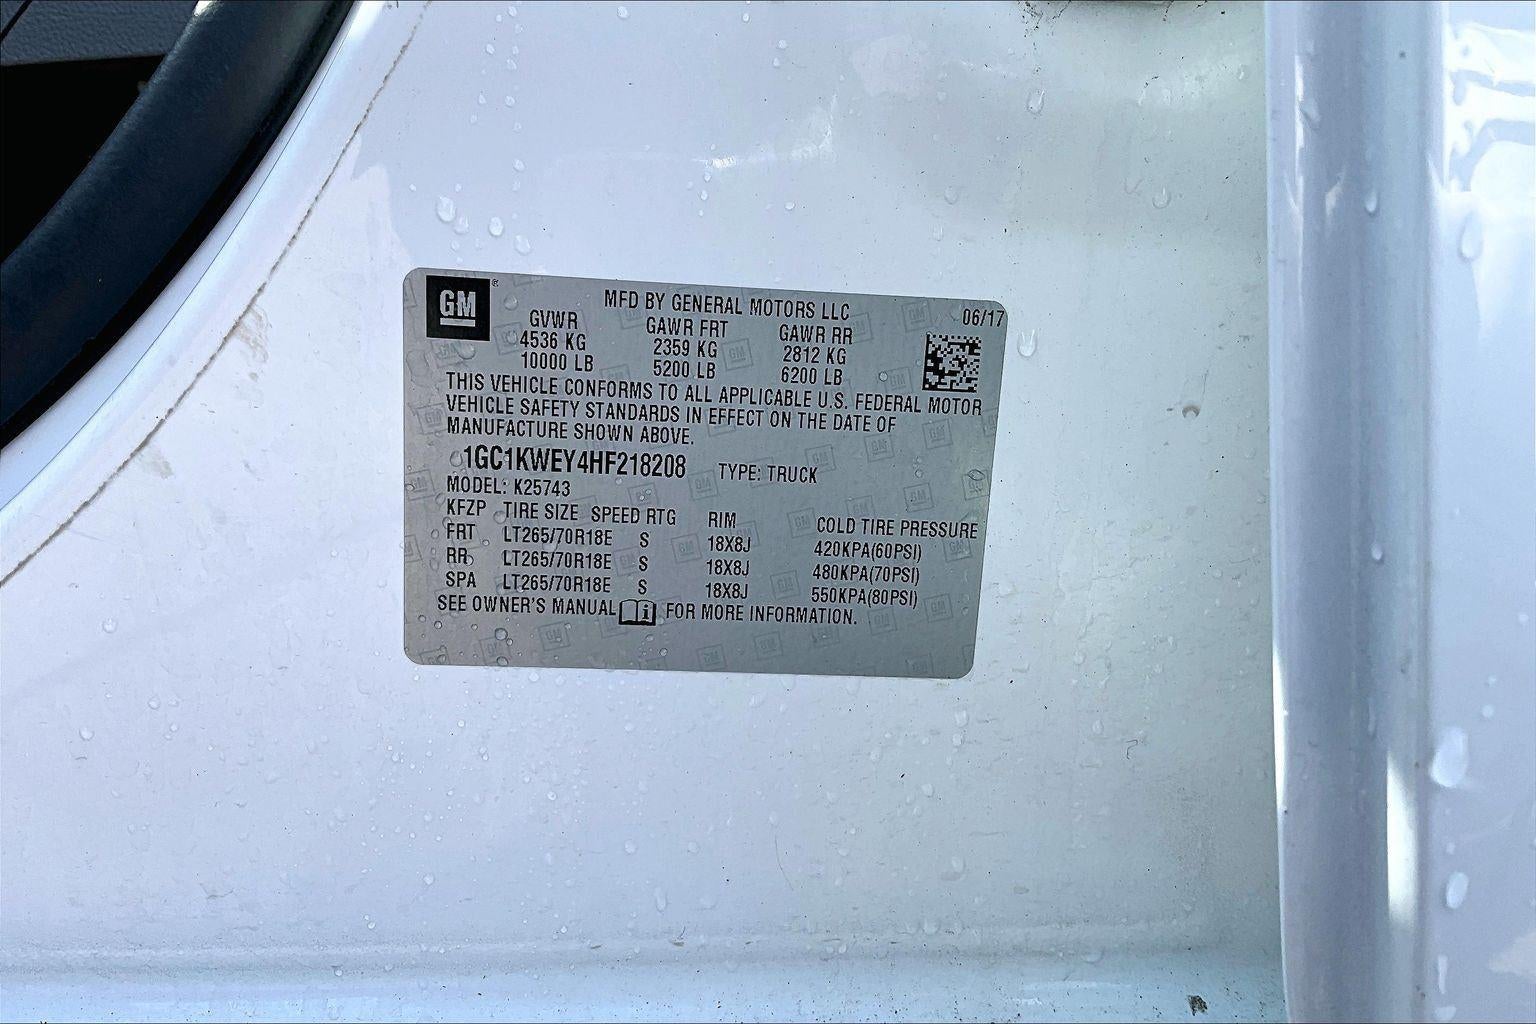 GM®
MFD BY GENERAL MOTORS LLC 06/17
GVWR GAWR FRT GAWR RR
4536 KG 2359 KG 2812 KG
10000 LB 5200 LB 6200 LB
THIS VEHICLE CONFORMS TO ALL APPLICABLE U.S. FEDERAL MOTOR
VEHICLE SAFETY STANDARDS IN EFFECT ON THE DATE OF
MANUFACTURE SHOWN ABOVE.
1GC1KWEY4HF218208 TYPE: TRUCK
MODEL: K25743
KFZP TIRE SIZE SPEED RTG RIM COLD TIRE PRESSURE
FRT LT265/70R18E S 18X8J 420KPA(60PSI)
RR LT265/70R18E S 18X8J 480KPA(70PSI)
SPA LT265/70R18E S 18X8J 550KPA(80PSI)
SEE OWNER'S MANUAL i FOR MORE INFORMATION.